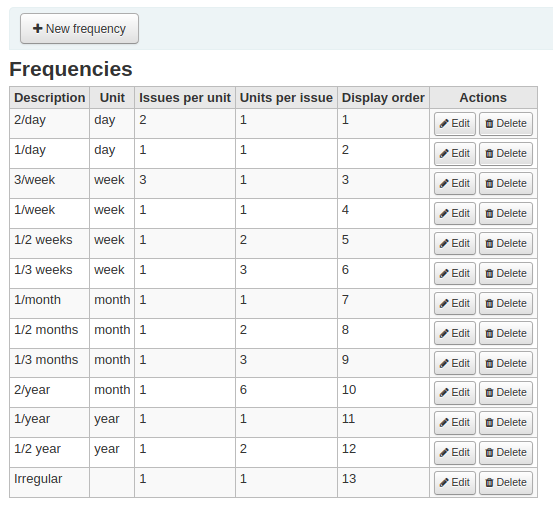 New frequency
Frequencies
Description Unit Issues per unit Units per issue Display order Actions
2/day day 2 1 1 Edit Delete
1/day day 1 1 2 Edit Delete
3/week week 3 1 3 Edit Delete
1/week week 1 1 4 Edit Delete
1/2 weeks week 1 2 5 Edit Delete
1/3 weeks week 1 3 6 Edit Delete
1/month month 1 1 7 Edit Delete
1/2 months month 1 2 8 Edit Delete
1/3 months month 1 3 9 Edit Delete
2/year month 1 6 10 Edit Delete
1/year year 1 1 11 Edit Delete
1/2 year year 1 2 12 Edit Delete
Irregular 1 1 13 Edit Delete